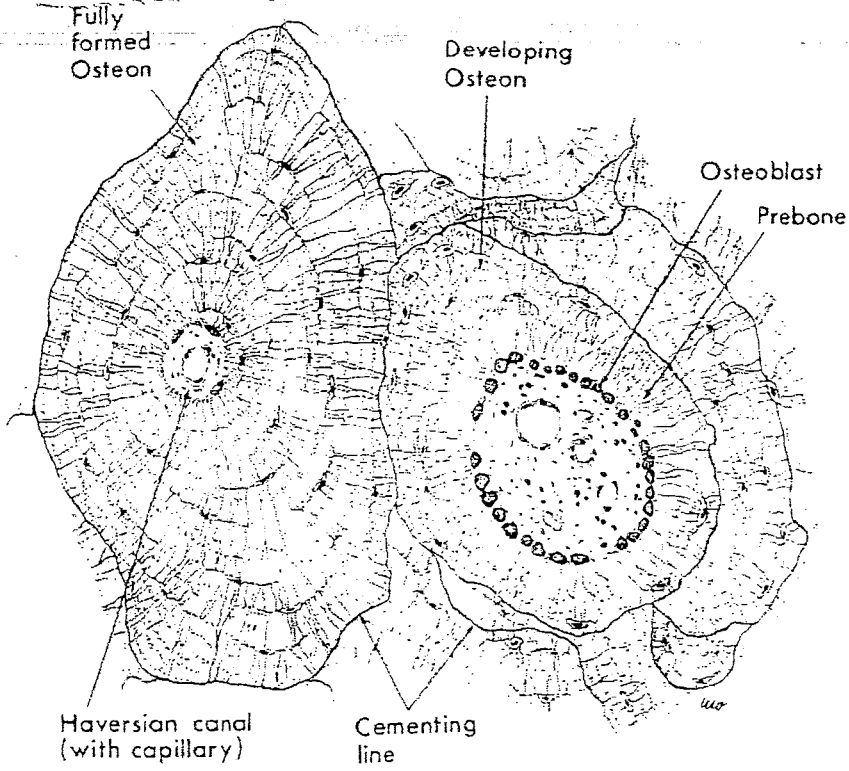 Fully
formed
Osteon
Developing
Osteon
Osteoblast
Prebone
Haversian canal
(with capillary)
Cementing
line